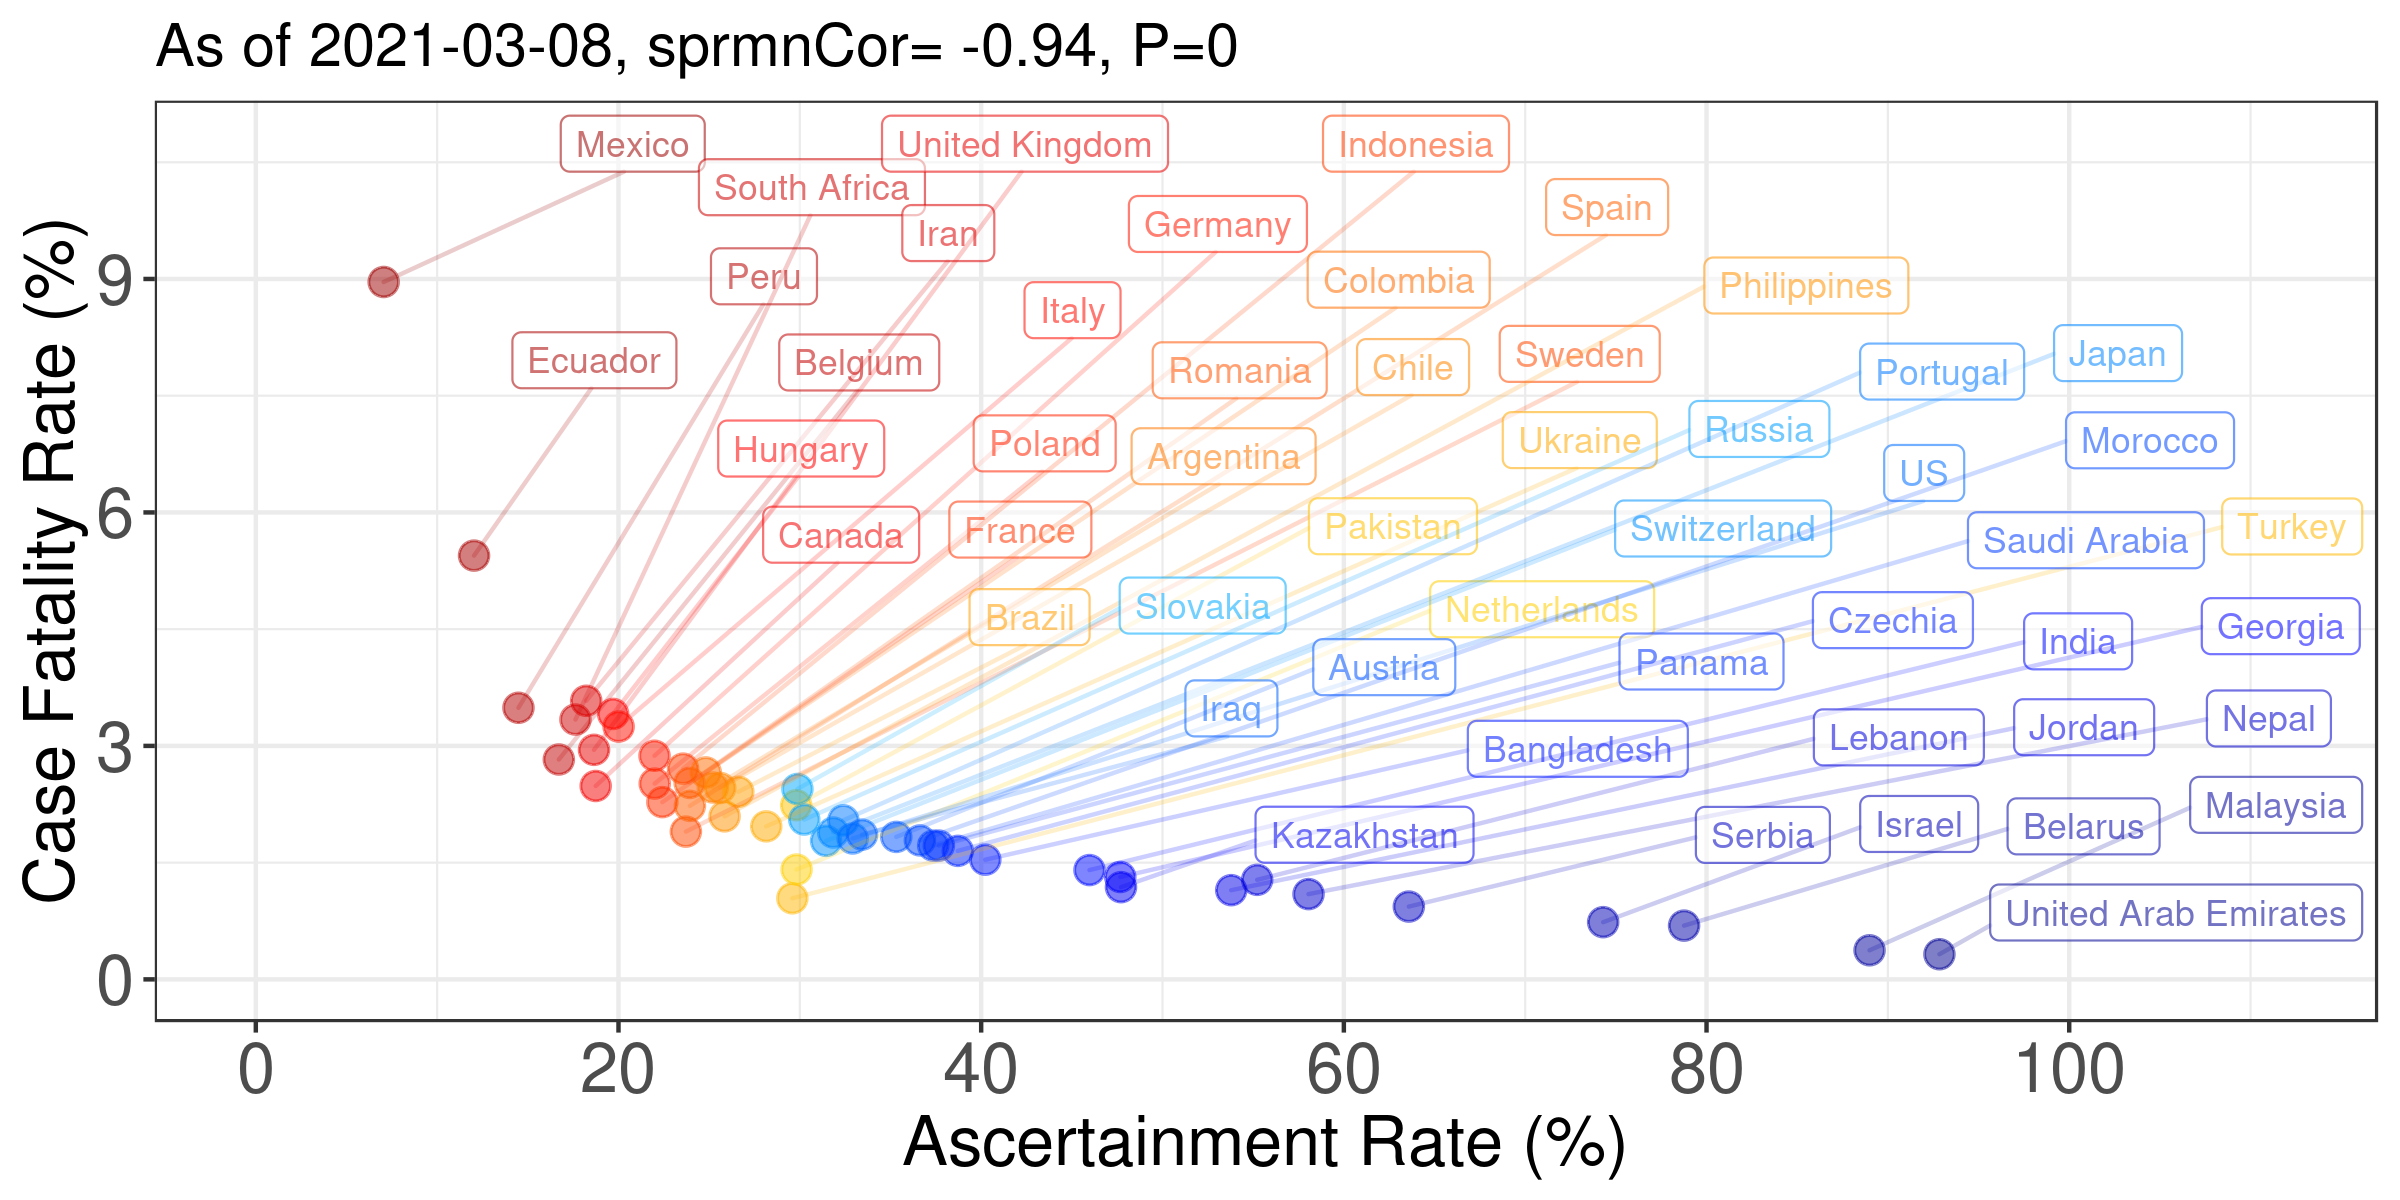 As of 2021-03-08, sprmnCor= -0.94, P=0
Mexico
United Kingdom
Indonesia
South Africa
Spain
Germany
Iran
Peru
Colombia
Philippines
Italy
Ecuador
Belgium
Romania
Chile
Sweden
Portugal
Japan
Hungary
Poland
Argentina
Ukraine
Russia
Morocco
US
Canada
France
Pakistan
Switzerland
Saudi Arabia
Turkey
Brazil
Slovakia
Netherlands
Czechia
Georgia
India
Austria
Panama
Iraq
Bangladesh
Lebanon
Jordan
Nepal
Kazakhstan
Serbia
Israel
Belarus
Malaysia
United Arab Emirates
9
6
3
0
Case Fatality Rate (%)
0 20 40 60 80 100
Ascertainment Rate (%)